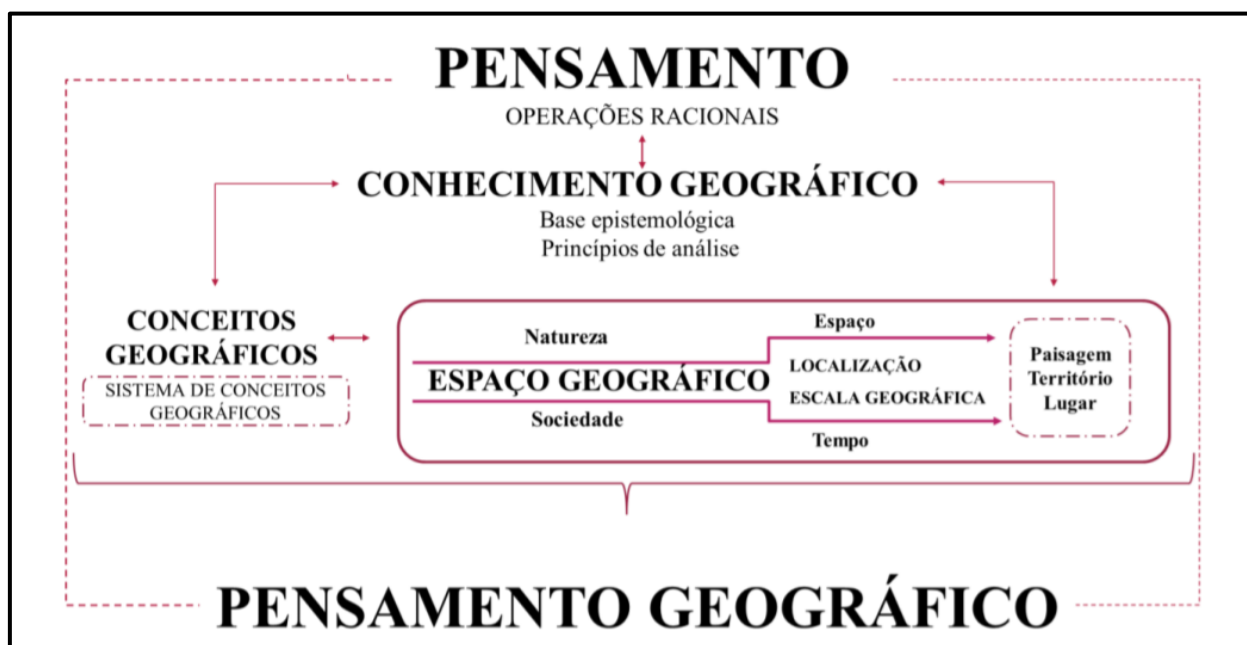 PENSAMENTO
OPERAÇÕES RACIONAIS
CONHECIMENTO GEOGRÁFICO
Base epistemológica
Princípios de análise
CONCEITOS
GEOGRÁFICOS
SISTEMA DE CONCEITOS
GEOGRÁFICOS
Natureza
ESPAÇO GEOGRÁFICO
Sociedade
Espaço
LOCALIZAÇÃO
ESCALA GEOGRÁFICA
Tempo
Paisagem
Território
Lugar
PENSAMENTO GEOGRÁFICO